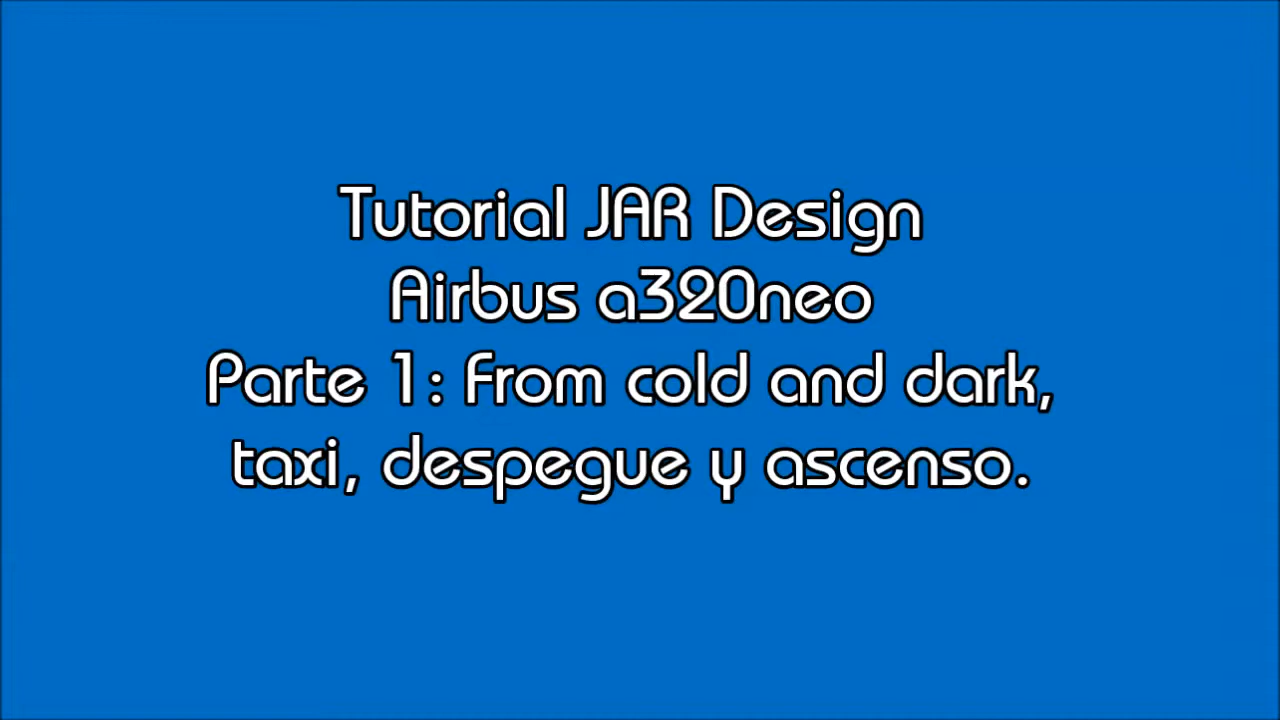 Tutorial JAR Design
Airbus a320neo
Parte 1: From cold and dark,
taxi, despegue y ascenso.